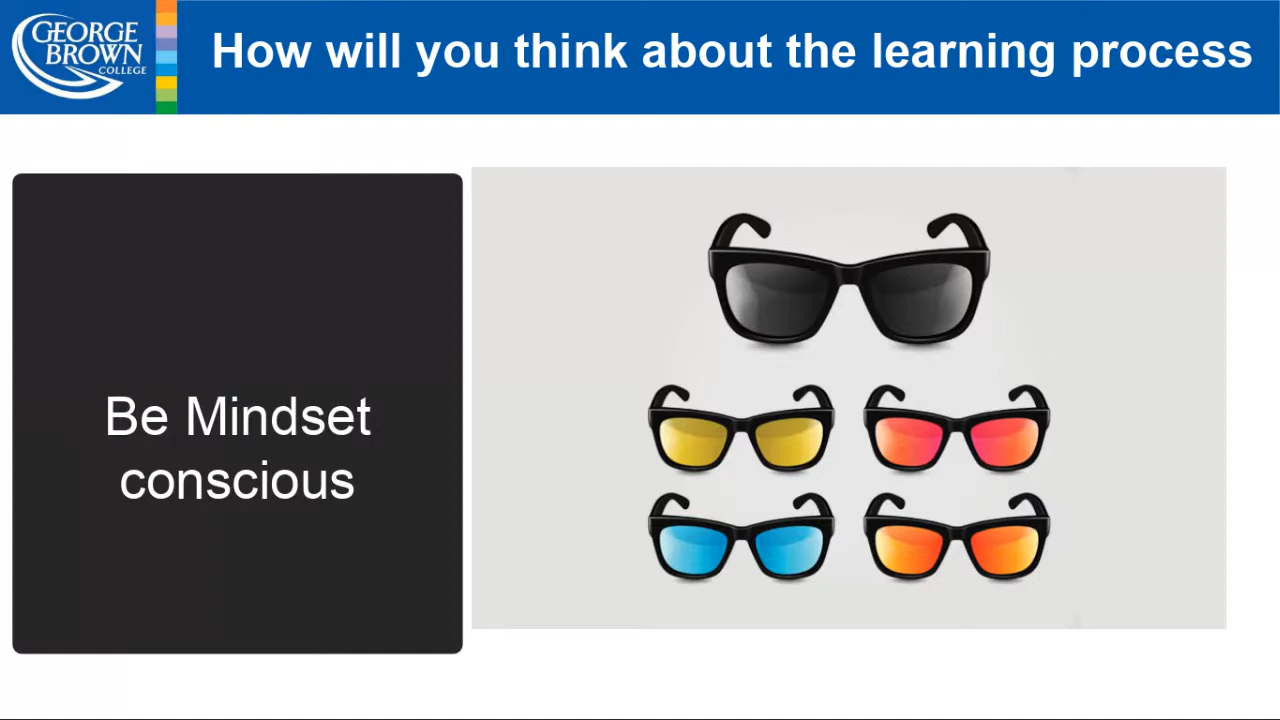 GEORGE
BROWN
COLLEGE
How will you think about the learning process
Be Mindset
conscious